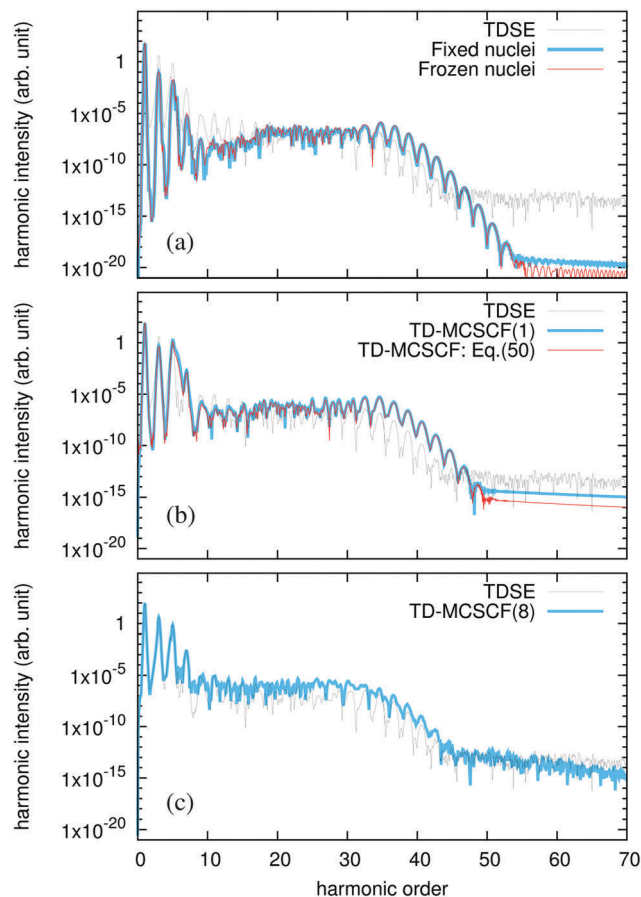 harmonic intensity (arb. unit)
1
1x10-5
1x10-10
1x10-15
1x10-20
TDSE
Fixed nuclei
Frozen nuclei
(a)
harmonic intensity (arb. unit)
1
1x10-5
1x10-10
1x10-15
1x10-20
TDSE
TD-MCSCF(1)
TD-MCSCF: Eq.(50)
(b)
harmonic intensity (arb. unit)
1
1x10-5
1x10-10
1x10-15
1x10-20
TDSE
TD-MCSCF(8)
(c)
0 10 20 30 40 50 60 70
harmonic order